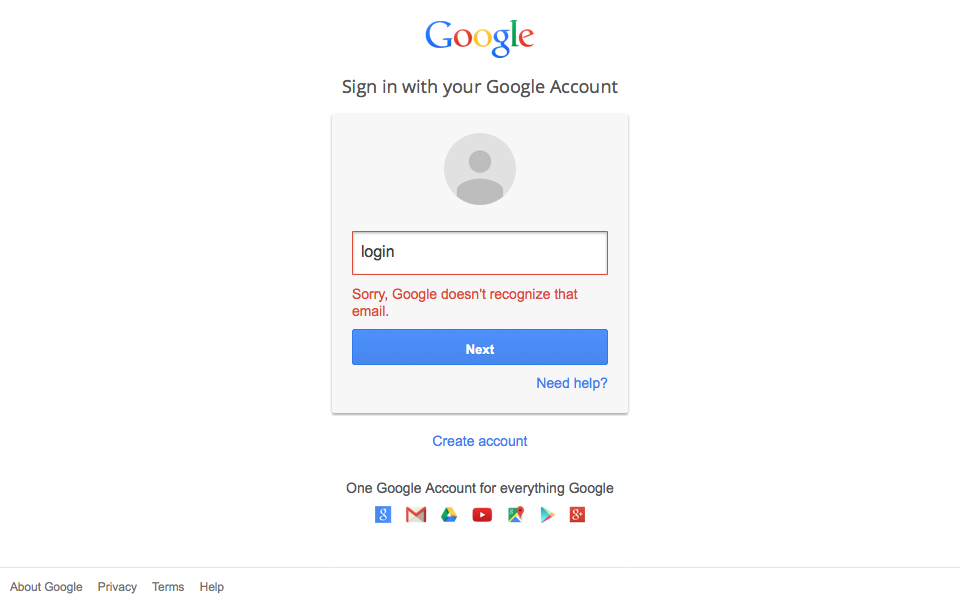 Google
Sign in with your Google Account
login
Sorry, Google doesn't recognize that
email.
Next
Need help?
Create account
One Google Account for everything Google
About Google Privacy Terms Help